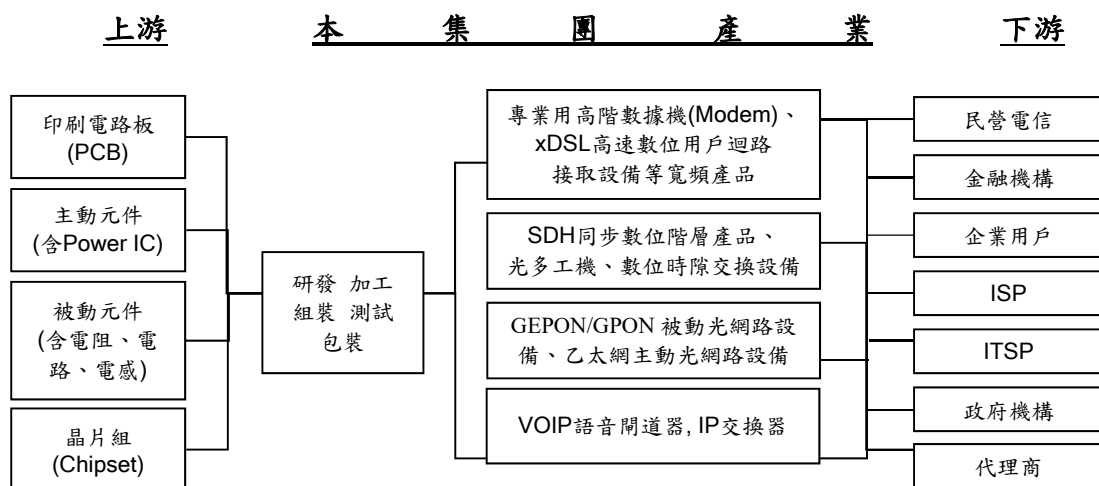 上游
本集團產業
下游
印刷電路板
(PCB)
主動元件
(含Power IC)
被動元件
(含電阻、電
路、電感)
晶片組
(Chipset)
研發 加工
組裝 測試
包裝
專業用高階數據機(Modem)、
xDSL高速數位用戶迴路
接取設備等寬頻產品
SDH同步數位階層產品、
光多工機、數位時隙交換設備
GEPON/GPON 被動光網路設
備、乙太網主動光網路設備
VOIP語音閘道器, IP交換器
民營電信
金融機構
企業用戶
ISP
ITSP
政府機構
代理商